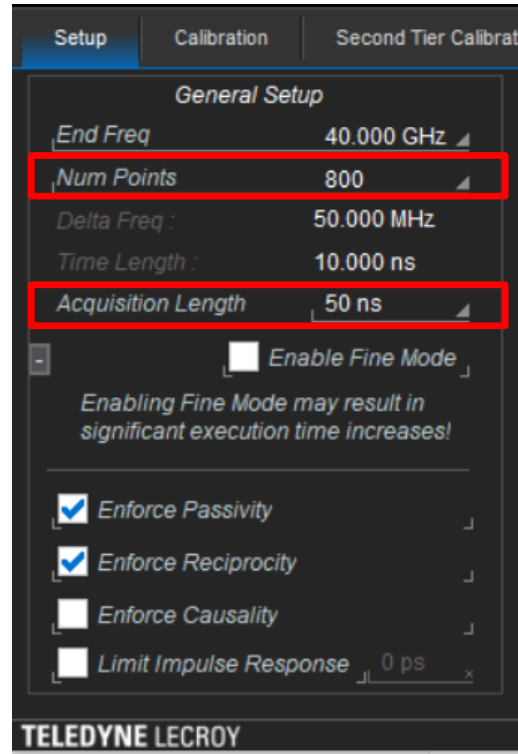 Setup Calibration Second Tier Calibrat
General Setup
End Freq 40.000 GHz
Num Points 800
Delta Freq : 50.000 MHz
Time Length : 10.000 ns
Acquisition Length 50 ns
- Enable Fine Mode
Enabling Fine Mode may result in
significant execution time increases!
Enforce Passivity
Enforce Reciprocity
Enforce Causality
Limit Impulse Response 0 ps
TELEDYNE LECROY